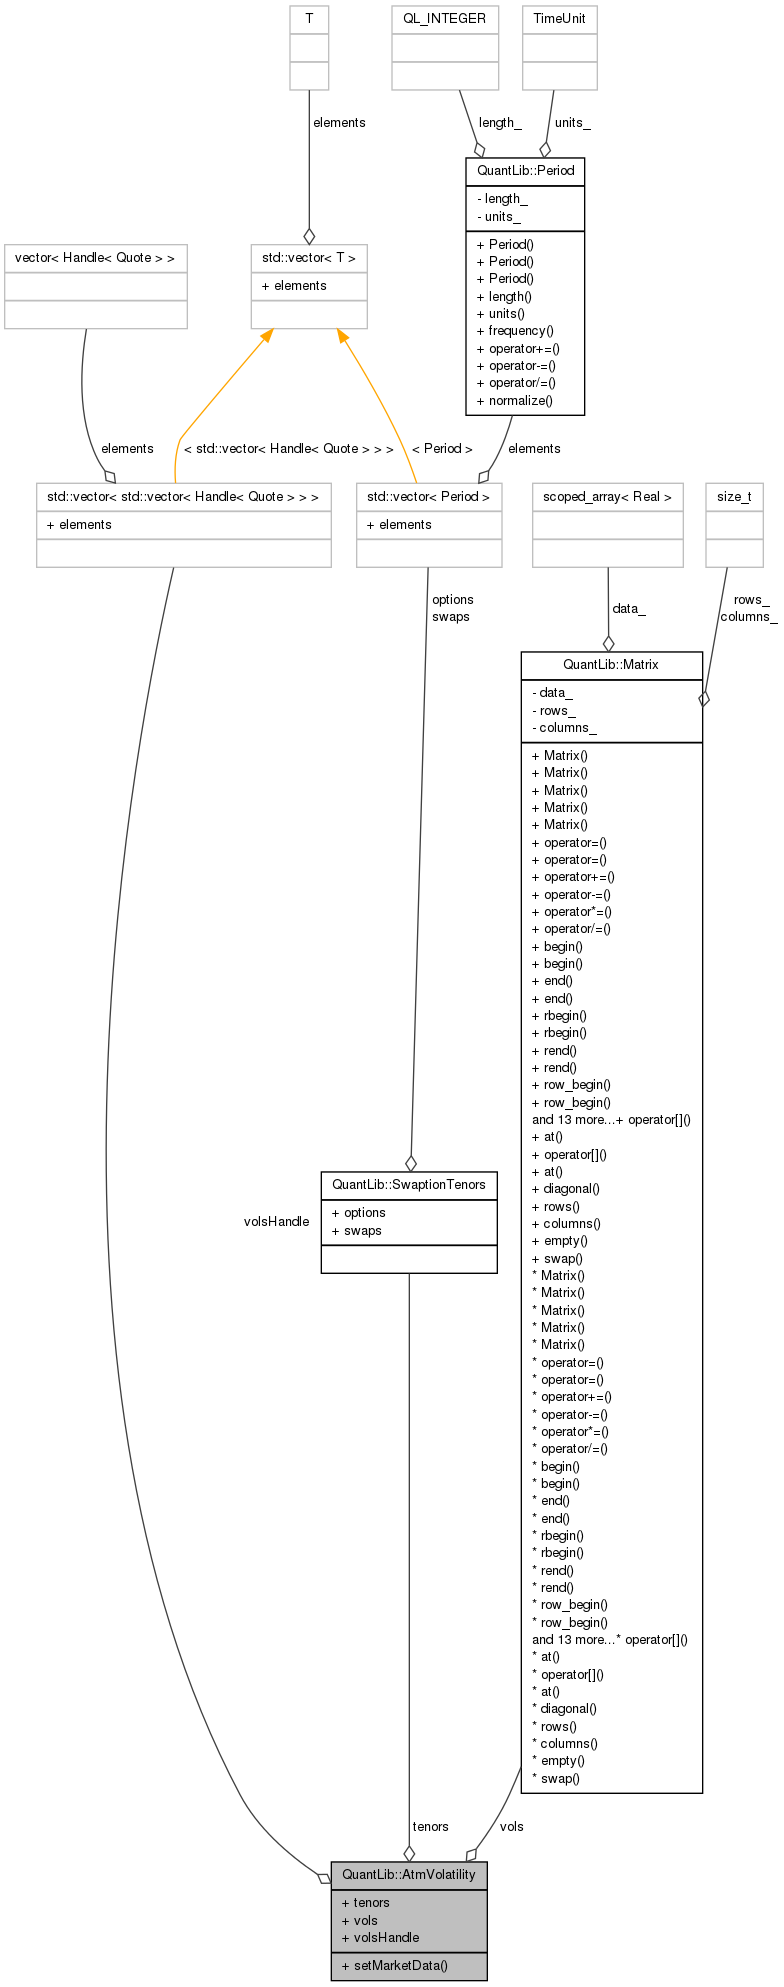 T
QL_INTEGER
TimeUnit
elements
length_
units_
QuantLib::Period
- length_
- units_
+ Period()
+ Period()
+ Period()
+ length()
+ units()
+ frequency()
+ operator+=()
+ operator-=()
+ operator/=()
+ normalize()
vector< Handle< Quote > >
std::vector< T >
+ elements
elements
< std::vector< Handle< Quote > > >
< Period >
elements
std::vector< std::vector< Handle< Quote > > >
+ elements
std::vector< Period >
+ elements
scoped_array< Real >
size_t
options
swaps
data_
rows_
columns_
QuantLib::Matrix
- data_
- rows_
- columns_
+ Matrix()
+ Matrix()
+ Matrix()
+ Matrix()
+ Matrix()
+ operator=()
+ operator=()
+ operator+=()
+ operator-=()
+ operator*=()
+ operator/=()
+ begin()
+ begin()
+ end()
+ end()
+ rbegin()
+ rbegin()
+ rend()
+ rend()
+ row_begin()
+ row_begin()
and 13 more...+ operator[]()
+ at()
+ operator[]()
+ at()
+ diagonal()
+ rows()
+ columns()
+ empty()
+ swap()
* Matrix()
* Matrix()
* Matrix()
* Matrix()
* Matrix()
* operator=()
* operator=()
* operator+=()
* operator-=()
* operator*=()
* operator/=()
* begin()
* begin()
* end()
* end()
* rbegin()
* rbegin()
* rend()
* rend()
* row_begin()
* row_begin()
and 13 more...* operator[]()
* at()
* operator[]()
* at()
* diagonal()
* rows()
* columns()
* empty()
* swap()
QuantLib::SwaptionTenors
+ options
+ swaps
volsHandle
tenors
vols
QuantLib::AtmVolatility
+ tenors
+ vols
+ volsHandle
+ setMarketData()